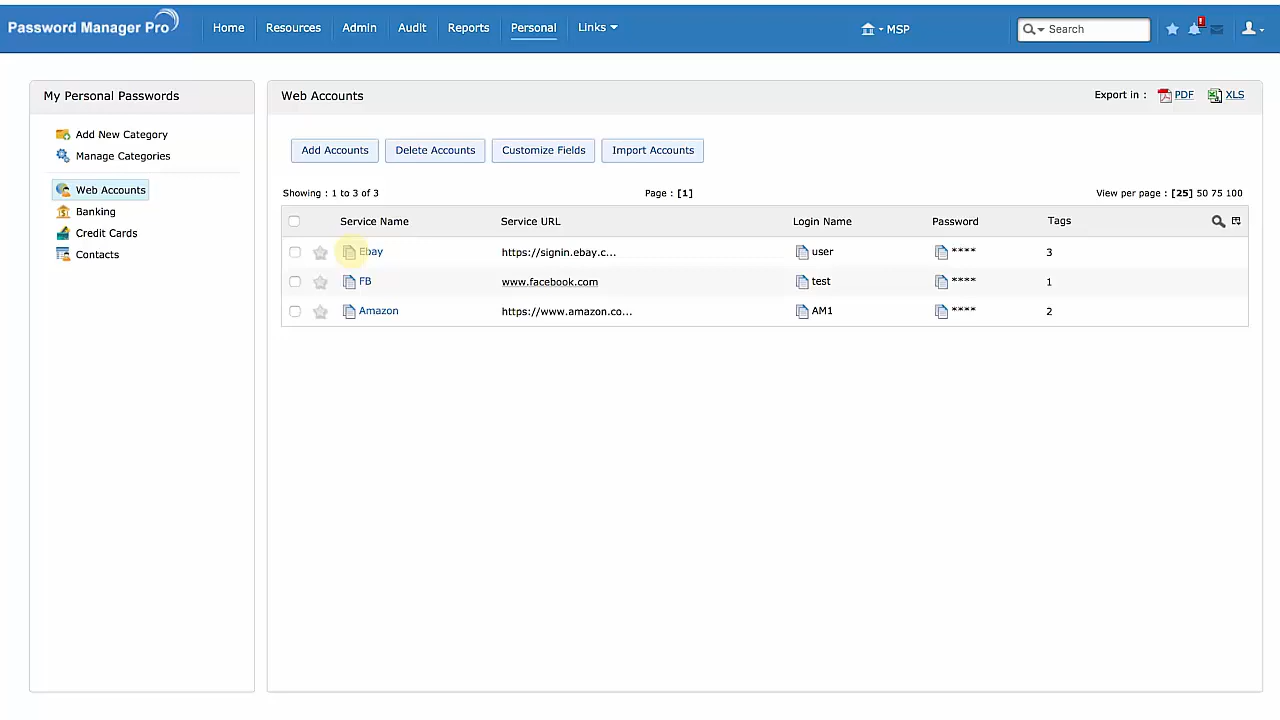 Password Manager Pro
Home Resources Admin Audit Reports Personal Links
MSP
Search
My Personal Passwords
Add New Category
Manage Categories
Web Accounts
Banking
Credit Cards
Contacts
Web Accounts
Export in : PDF XLS
Add Accounts Delete Accounts Customize Fields Import Accounts
Showing : 1 to 3 of 3 Page : [1] View per page : [25] 50 75 100
Service Name Service URL Login Name Password Tags
Ebay https://signin.ebay.c... user **** 3
FB www.facebook.com test **** 1
Amazon https://www.amazon.co... AM1 **** 2